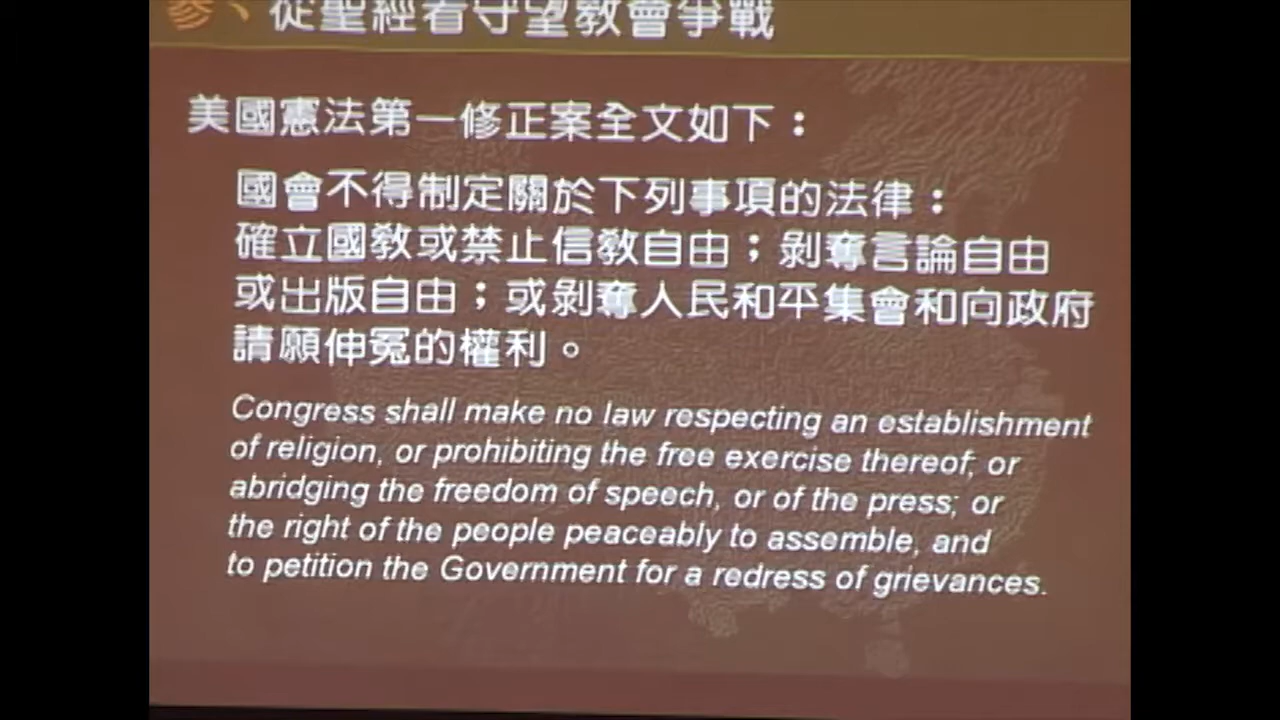 參、從聖經看守望教會爭戰
美國憲法第一修正案全文如下：
國會不得制定關於下列事項的法律：
確立國教或禁止信教自由；剝奪言論自由
或出版自由；或剝奪人民和平集會和向政府
請願伸冤的權利。
Congress shall make no law respecting an establishment
of religion, or prohibiting the free exercise thereof; or
abridging the freedom of speech, or of the press; or
the right of the people peaceably to assemble, and
to petition the Government for a redress of grievances.